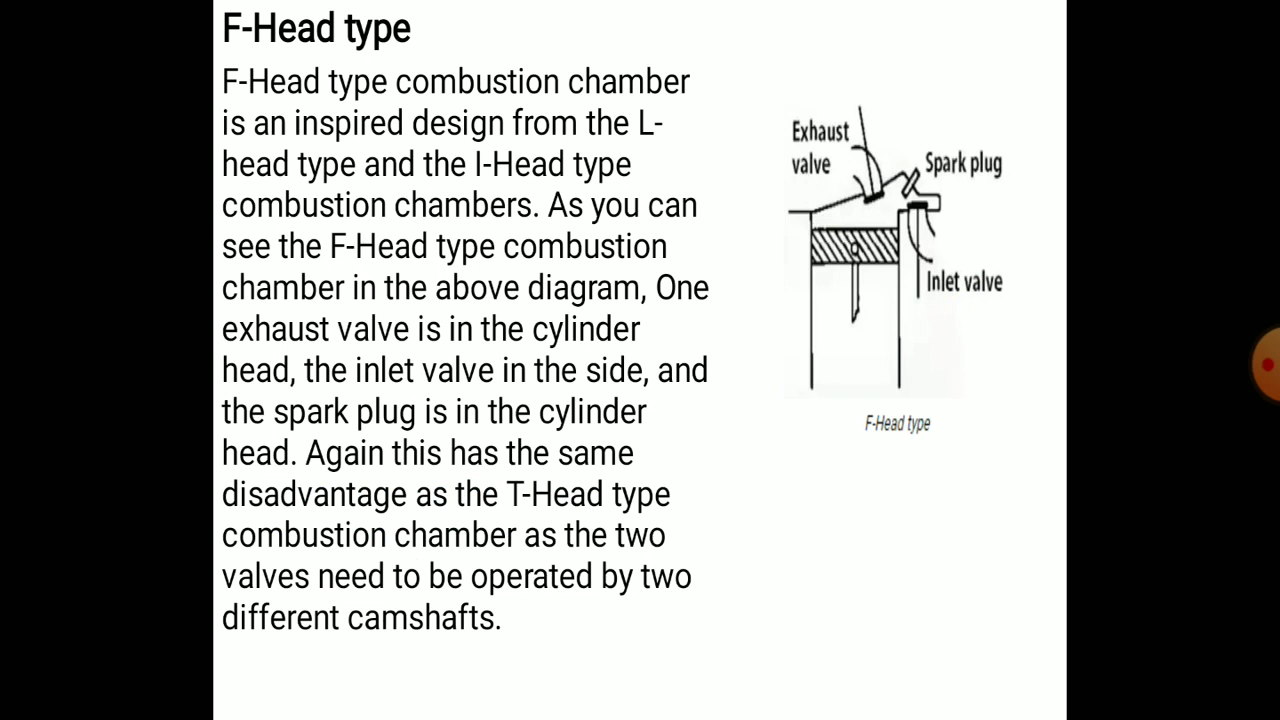 F-Head type
F-Head type combustion chamber
is an inspired design from the L-
head type and the I-Head type
combustion chambers. As you can
see the F-Head type combustion
chamber in the above diagram, One
exhaust valve is in the cylinder
head, the inlet valve in the side, and
the spark plug is in the cylinder
head. Again this has the same
disadvantage as the T-Head type
combustion chamber as the two
valves need to be operated by two
different camshafts.
Exhaust
valve
Spark plug
Inlet valve
F-Head type